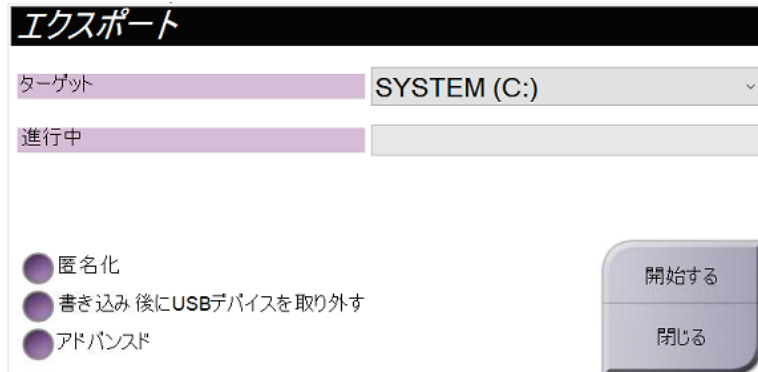 エクスポート
ターゲット
SYSTEM (C:)
進行中
匿名化
書き込み 後にUSBデバイスを取り外す
アドバンスド
開始する
閉じる